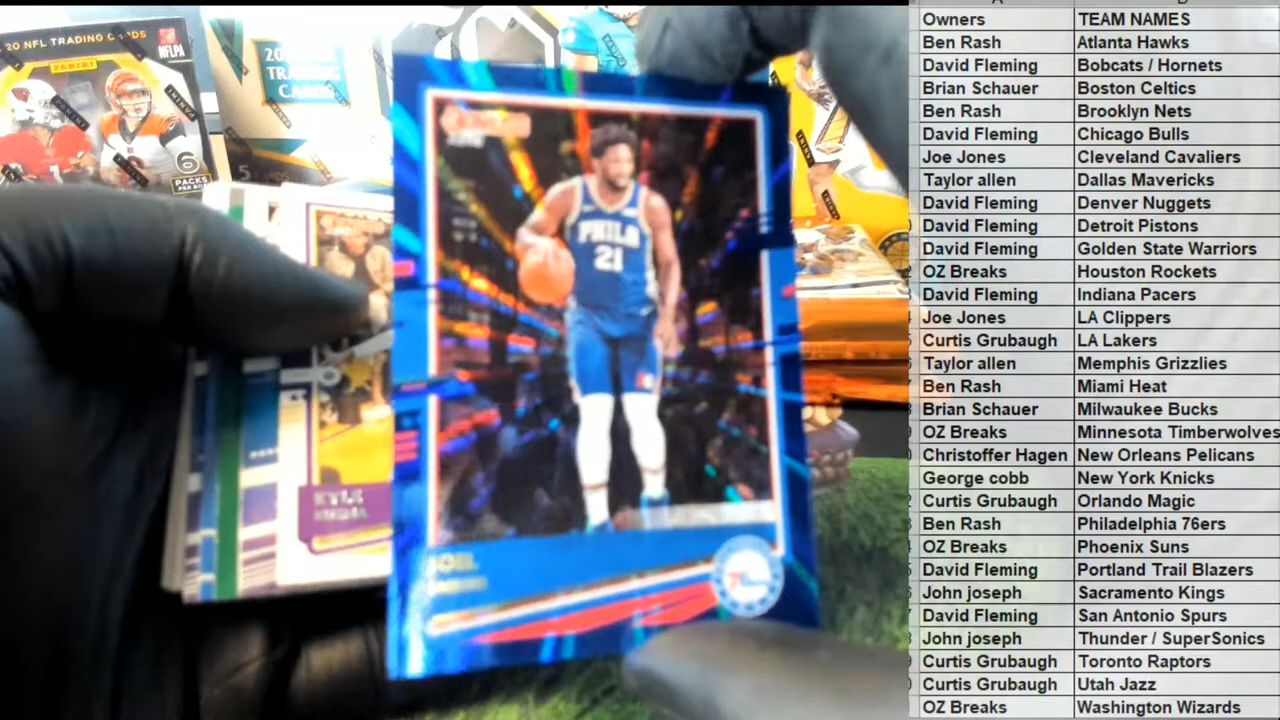 20 NFL TRADING CARDS
NFLPA
PANINI
6
PACKS
20
TRADING
CARDS
5
PHILA
21
JOEL
KYLE
KUZMA
Owners TEAM NAMES
Ben Rash Atlanta Hawks
David Fleming Bobcats / Hornets
Brian Schauer Boston Celtics
Ben Rash Brooklyn Nets
David Fleming Chicago Bulls
Joe Jones Cleveland Cavaliers
Taylor allen Dallas Mavericks
David Fleming Denver Nuggets
David Fleming Detroit Pistons
David Fleming Golden State Warriors
OZ Breaks Houston Rockets
David Fleming Indiana Pacers
Joe Jones LA Clippers
Curtis Grubaugh LA Lakers
Taylor allen Memphis Grizzlies
Ben Rash Miami Heat
Brian Schauer Milwaukee Bucks
OZ Breaks Minnesota Timberwolves
Christoffer Hagen New Orleans Pelicans
George cobb New York Knicks
Curtis Grubaugh Orlando Magic
Ben Rash Philadelphia 76ers
OZ Breaks Phoenix Suns
David Fleming Portland Trail Blazers
John joseph Sacramento Kings
David Fleming San Antonio Spurs
John joseph Thunder / SuperSonics
Curtis Grubaugh Toronto Raptors
Curtis Grubaugh Utah Jazz
OZ Breaks Washington Wizards